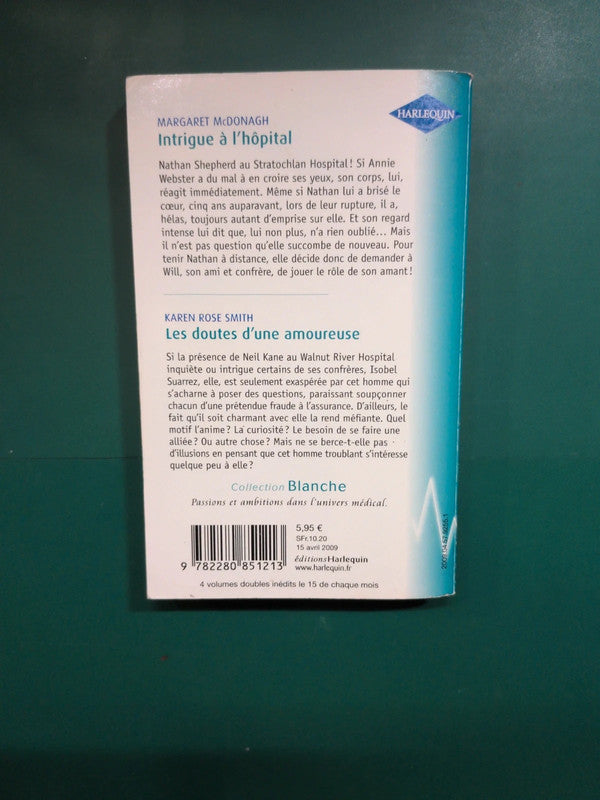 MARGARET McDONAGH
HARLEQUIN
Intrigue à l'hôpital
Nathan Shepherd au Stratochlan Hospital ! Si Annie
Webster a du mal à en croire ses yeux, son corps, lui,
réagit immédiatement. Même si Nathan lui a brisé le
cœur, cinq ans auparavant, lors de leur rupture, il a,
hélas, toujours autant d'emprise sur elle. Et son regard
intense lui dit que, lui non plus, n'a rien oublié... Mais
il n'est pas question qu'elle succombe de nouveau. Pour
tenir Nathan à distance, elle décide donc de demander à
Will, son ami et confrère, de jouer le rôle de son amant !
KAREN ROSE SMITH
Les doutes d'une amoureuse
Si la présence de Neil Kane au Walnut River Hospital
inquiète ou intrigue certains de ses confrères, Isobel
Suarrez, elle, est seulement exaspérée par cet homme qui
s'acharne à poser des questions, paraissant soupçonner
chacun d'une prétendue fraude à l'assurance. D'ailleurs, le
fait qu'il soit charmant avec elle la rend méfiante. Quel
motif l'anime ? La curiosité ? Le besoin de se faire une
alliée ? Ou autre chose ? Mais ne se berce-t-elle pas
d'illusions en pensant que cet homme troublant s'intéresse
quelque peu à elle ?
Collection Blanche
Passions et ambitions dans l'univers médical.
5,95 €
SFr.10.20
15 avril 2009
éditionsHarlequin
www.harlequin.fr
9 782280 851213
4 volumes doubles inédits le 15 de chaque mois